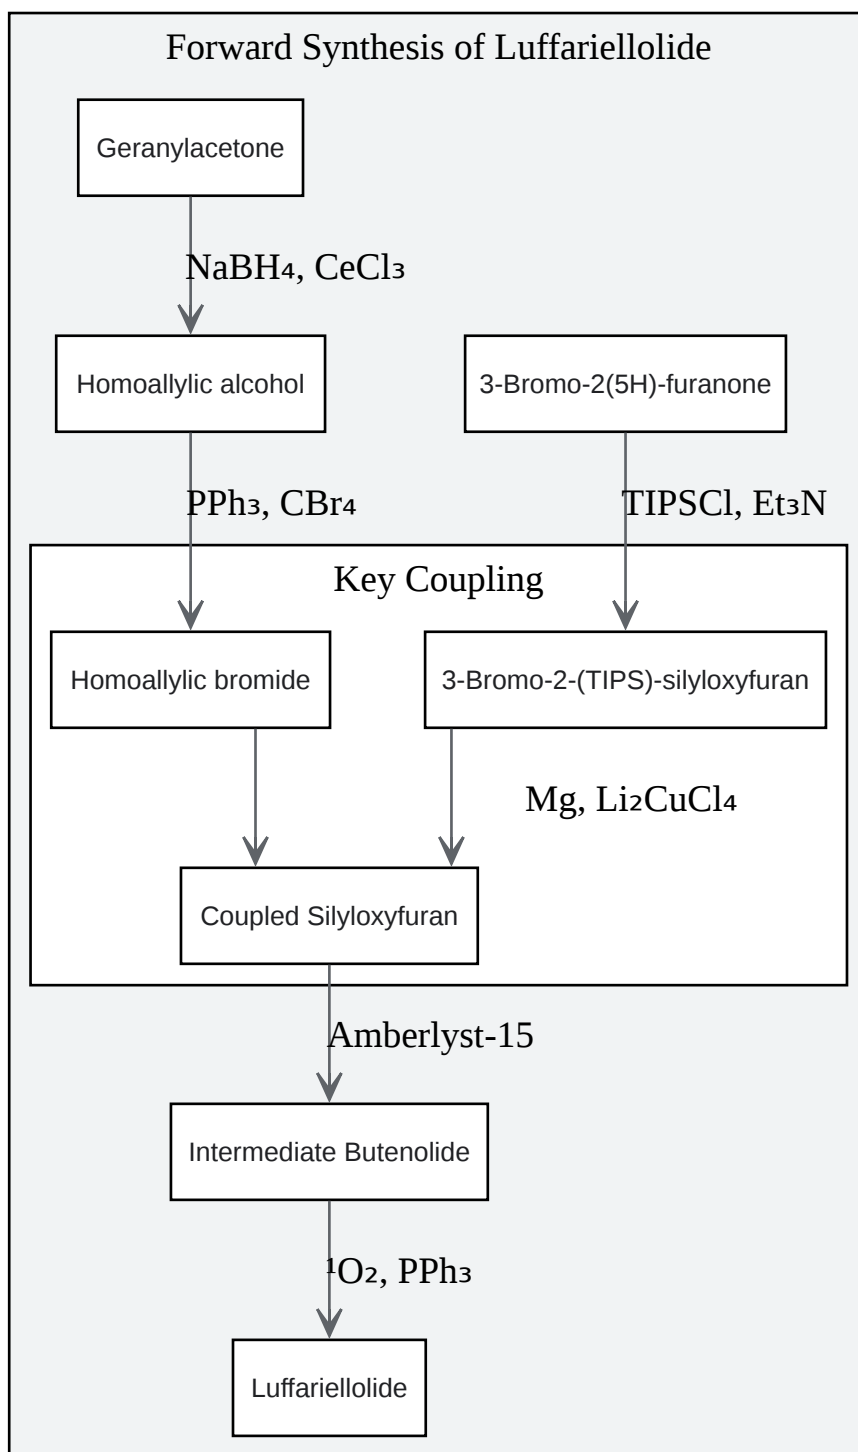 Forward Synthesis of Luffariellolide
Geranylacetone
NaBH₄, CeCl₃
Homoallylic alcohol
3-Bromo-2(5H)-furanone
PPh₃, CBr₄
TIPSCl, Et₃N
Key Coupling
Homoallylic bromide
3-Bromo-2-(TIPS)-silyloxyfuran
Mg, Li₂CuCl₄
Coupled Silyloxyfuran
Amberlyst-15
Intermediate Butenolide
¹O₂, PPh₃
Luffariellolide